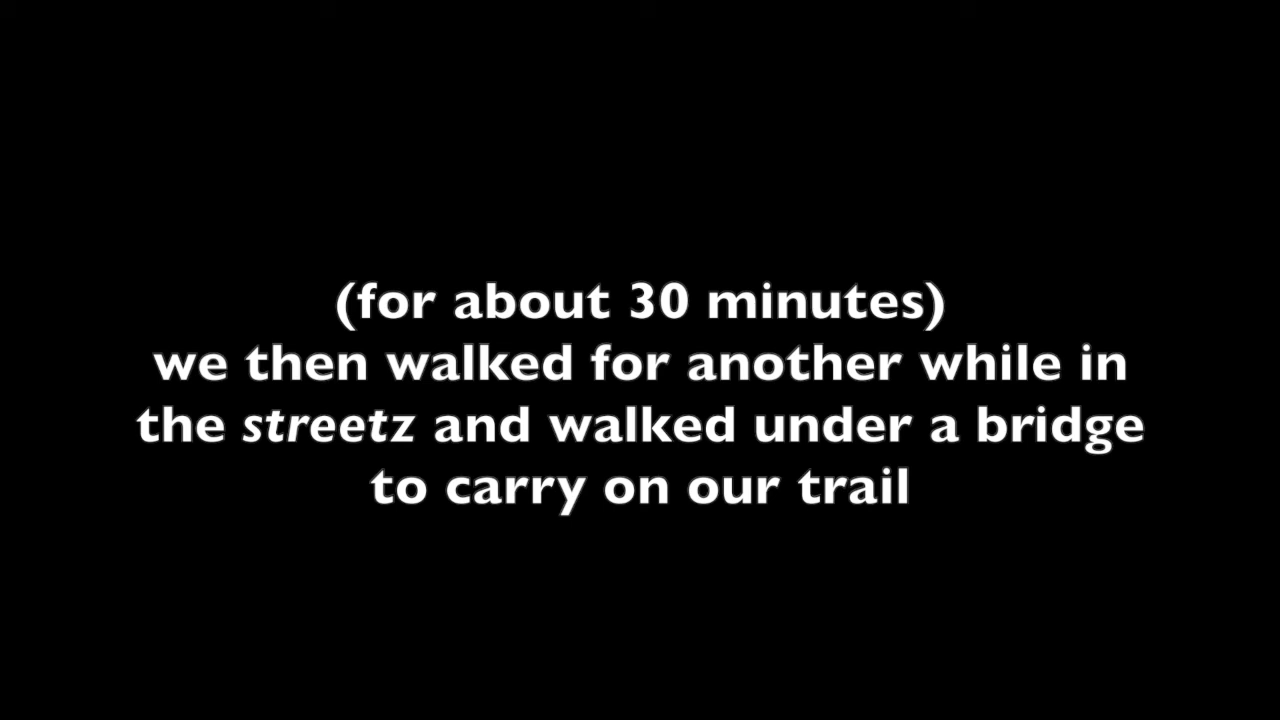 (for about 30 minutes)
we then walked for another while in
the streetz and walked under a bridge
to carry on our trail